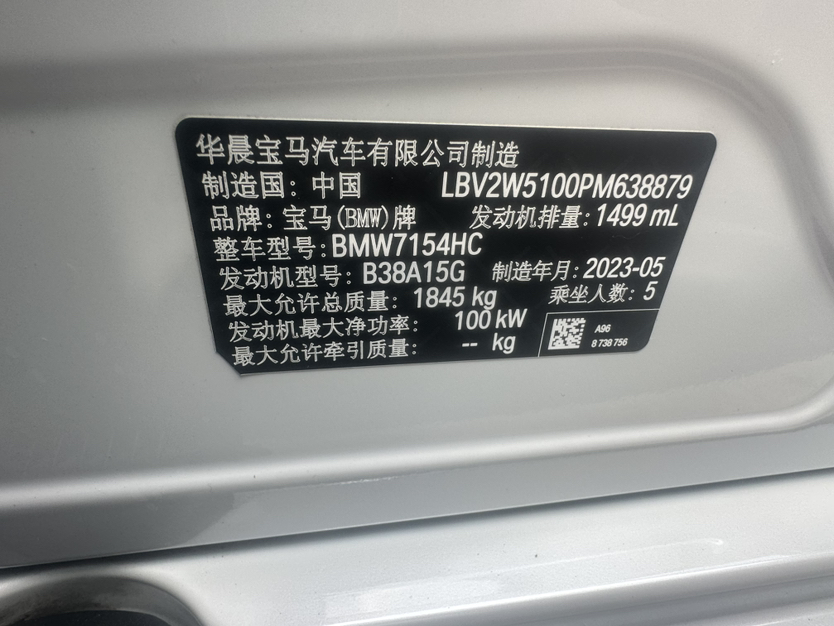 华晨宝马汽车有限公司制造
制造国: 中国 LBV2W5100PM638879
品牌: 宝马(BMW)牌 发动机排量: 1499 mL
整车型号: BMW7154HC
发动机型号: B38A15G 制造年月: 2023-05
最大允许总质量: 1845 kg 乘坐人数: 5
发动机最大净功率: 100 kW
最大允许牵引质量: -- kg
A96
8 738 756